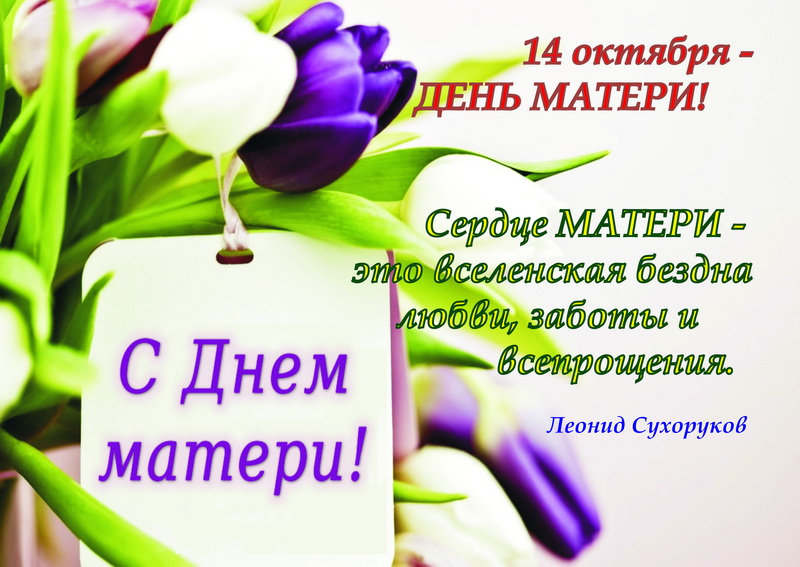 14 октября -
ДЕНЬ МАТЕРИ!
Сердце МАТЕРИ -
это вселенская бездна
любви, заботы и
всепрощения.
Леонид Сухоруков
С Днем
матери!